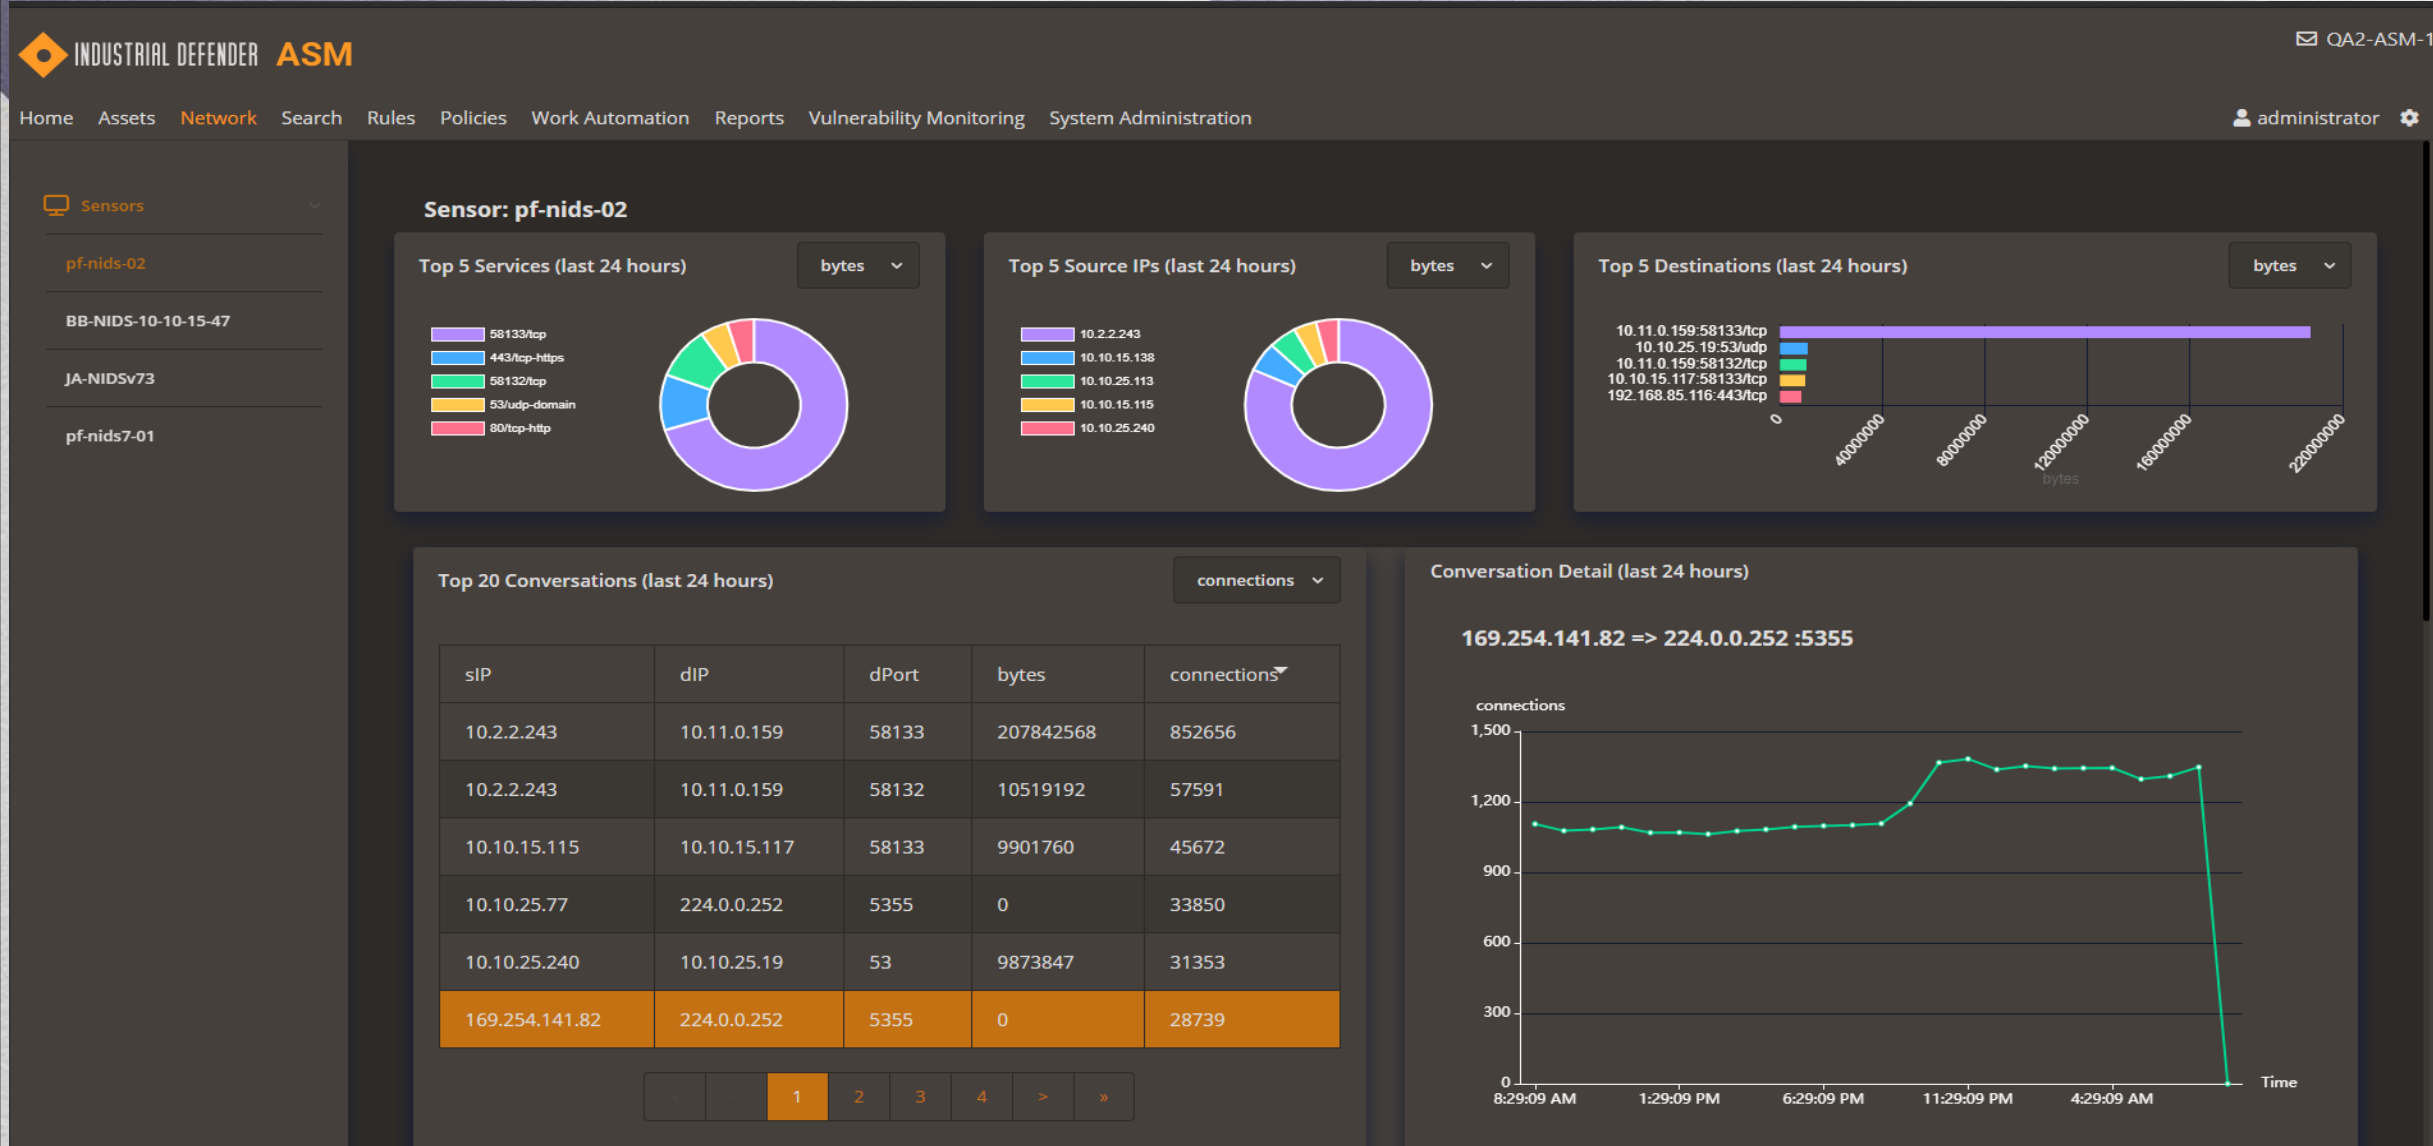 INDUSTRIAL DEFENDER ASM
QA2-ASM-1
Home Assets Network Search Rules Policies Work Automation Reports Vulnerability Monitoring System Administration
administrator
Sensors
pf-nids-02
BB-NIDS-10-10-15-47
JA-NIDSv73
pf-nids7-01
Sensor: pf-nids-02
Top 5 Services (last 24 hours)
bytes
58133/tcp
443/tcp-https
58132/tcp
53/udp-domain
80/tcp-http
Top 5 Source IPs (last 24 hours)
bytes
10.2.2.243
10.10.15.138
10.10.25.113
10.10.15.115
10.10.25.240
Top 5 Destinations (last 24 hours)
bytes
10.11.0.159:58133/tcp
10.10.25.19:53/udp
10.11.0.159:58132/tcp
10.10.15.117:58133/tcp
192.168.85.116:443/tcp
0 40000000 80000000 120000000 160000000 220000000
bytes
Top 20 Conversations (last 24 hours)
connections
sIP dIP dPort bytes connections
10.2.2.243 10.11.0.159 58133 207842568 852656
10.2.2.243 10.11.0.159 58132 10519192 57591
10.10.15.115 10.10.15.117 58133 9901760 45672
10.10.25.77 224.0.0.252 5355 0 33850
10.10.25.240 10.10.25.19 53 9873847 31353
169.254.141.82 224.0.0.252 5355 0 28739
1 2 3 4 > »
Conversation Detail (last 24 hours)
169.254.141.82 => 224.0.0.252 :5355
connections
1,500
1,200
900
600
300
0
Time
8:29:09 AM 1:29:09 PM 6:29:09 PM 11:29:09 PM 4:29:09 AM